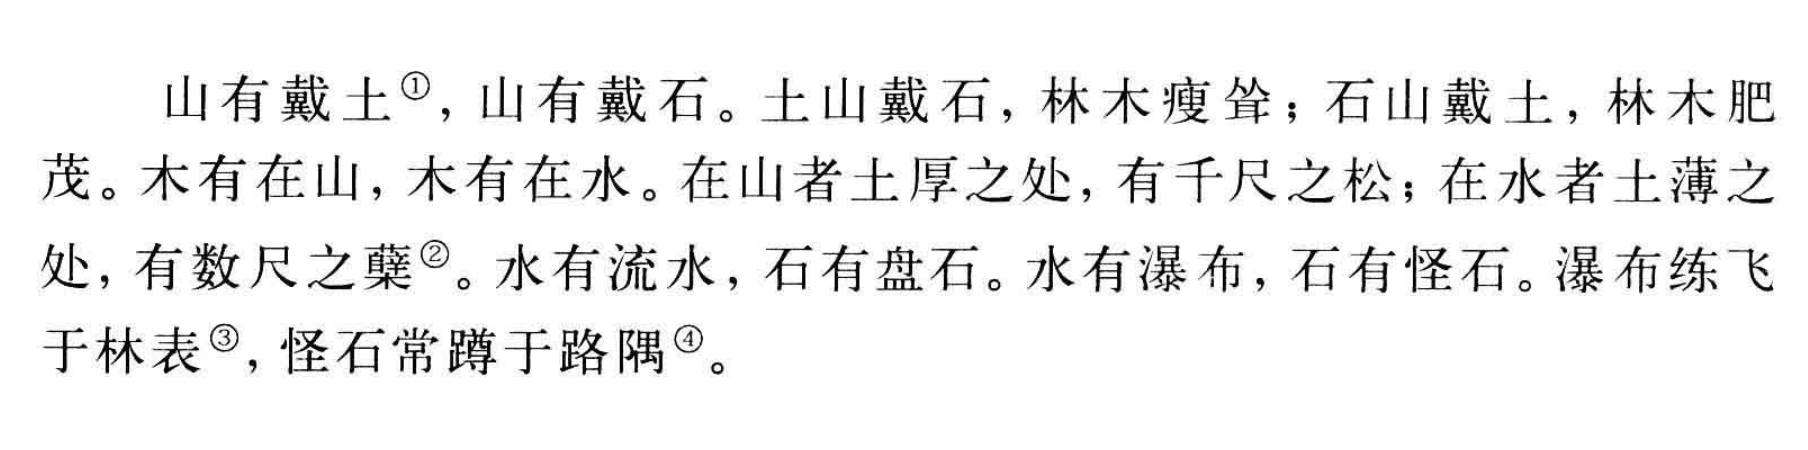 山有戴土①，山有戴石。土山戴石，林木瘦耸；石山戴土，林木肥
茂。木有在山，木有在水。在山者土厚之处，有千尺之松；在水者土薄之
处，有数尺之蘖②。水有流水，石有盘石。水有瀑布，石有怪石。瀑布练飞
于林表③，怪石常蹲于路隅④。